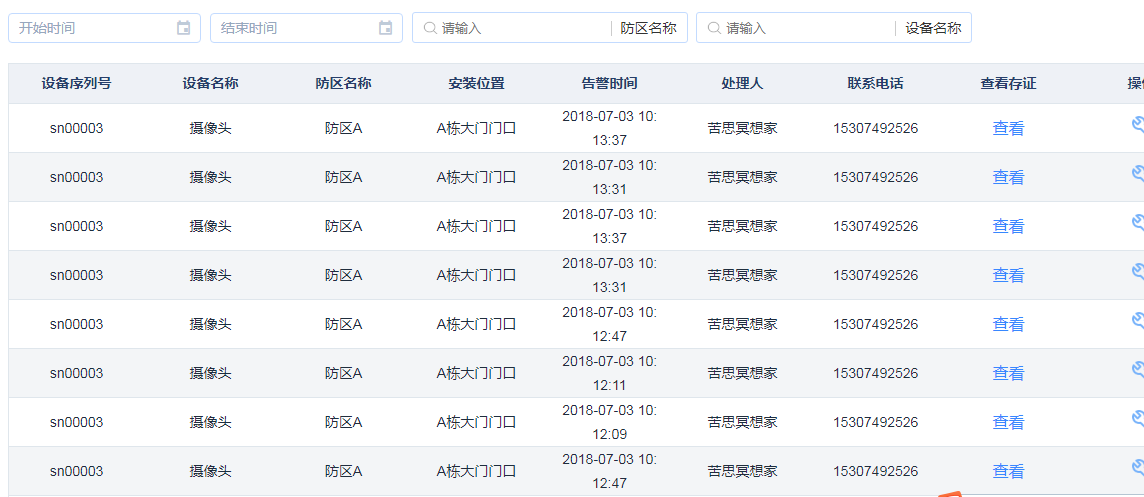 开始时间 结束时间 请输入 防区名称 请输入 设备名称
设备序列号 设备名称 防区名称 安装位置 告警时间 处理人 联系电话 查看存证
sn00003 摄像头 防区A A栋大门门口 2018-07-03 10:
13:37 苦思冥想家 15307492526 查看
sn00003 摄像头 防区A A栋大门门口 2018-07-03 10:
13:31 苦思冥想家 15307492526 查看
sn00003 摄像头 防区A A栋大门门口 2018-07-03 10:
13:37 苦思冥想家 15307492526 查看
sn00003 摄像头 防区A A栋大门门口 2018-07-03 10:
13:31 苦思冥想家 15307492526 查看
sn00003 摄像头 防区A A栋大门门口 2018-07-03 10:
12:47 苦思冥想家 15307492526 查看
sn00003 摄像头 防区A A栋大门门口 2018-07-03 10:
12:11 苦思冥想家 15307492526 查看
sn00003 摄像头 防区A A栋大门门口 2018-07-03 10:
12:09 苦思冥想家 15307492526 查看
sn00003 摄像头 防区A A栋大门门口 2018-07-03 10:
12:47 苦思冥想家 15307492526 查看